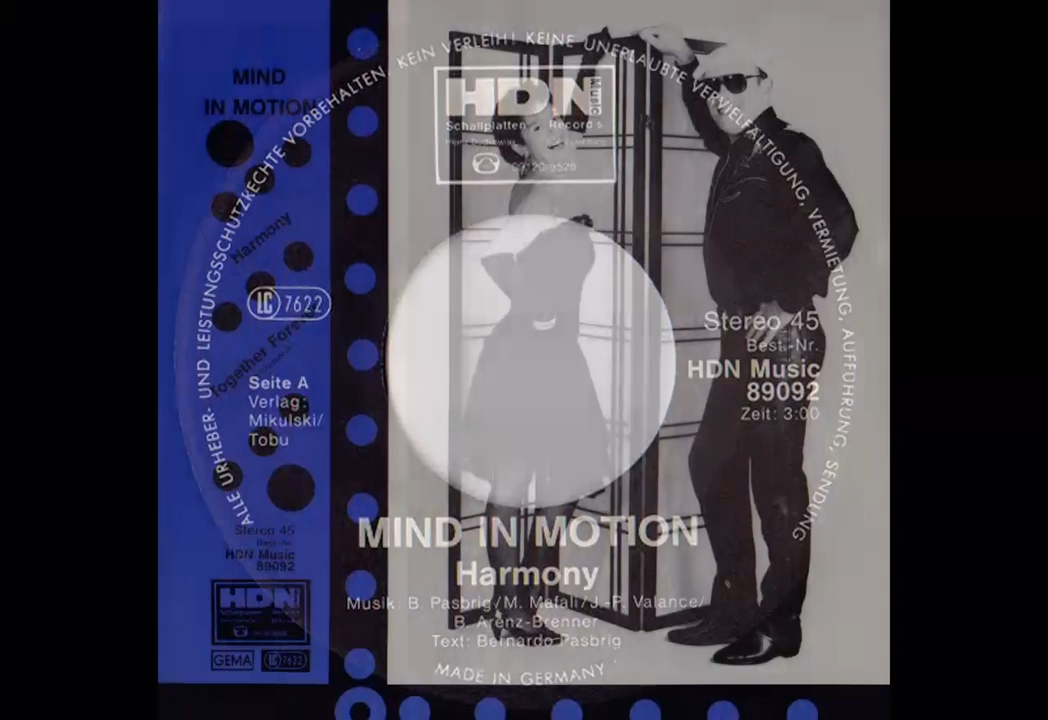 MIND
IN MOTION
Harmony
Together Forever
Stereo 45
Best.-Nr.
HDN Music
89092
HDN
GEMA
LC 7622
ALLE URHEBER- UND LEISTUNGSSCHUTZRECHTE VORBEHALTEN. KEIN VERLEIH! KEINE UNERLAUBTE VERVIELFÄLTIGUNG, VERMIETUNG, AUFFÜHRUNG, SENDUNG
HDN Music
Schallplatten Records
LC 7622
Seite A
Verlag:
Mikulski/
Tobu
Stereo 45
Best.-Nr.
HDN Music
89092
Zeit: 3:00
MIND IN MOTION
Harmony
Musik: B. Pasbrig/M. Mafali/J.-P. Valance/
B. Arenz-Brenner
Text: Bernardo Pasbrig
MADE IN GERMANY